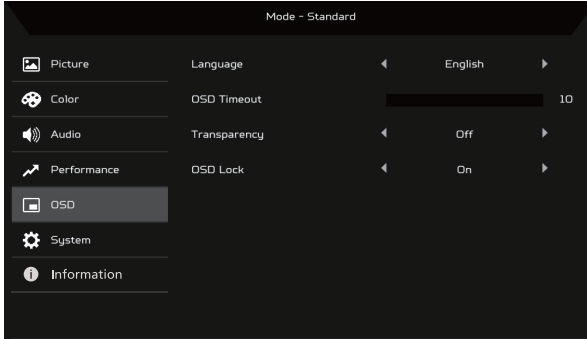 Mode - Standard
Picture
Language English
Color
OSD Timeout 10
Audio
Transparency Off
Performance
OSD Lock On
OSD
System
Information